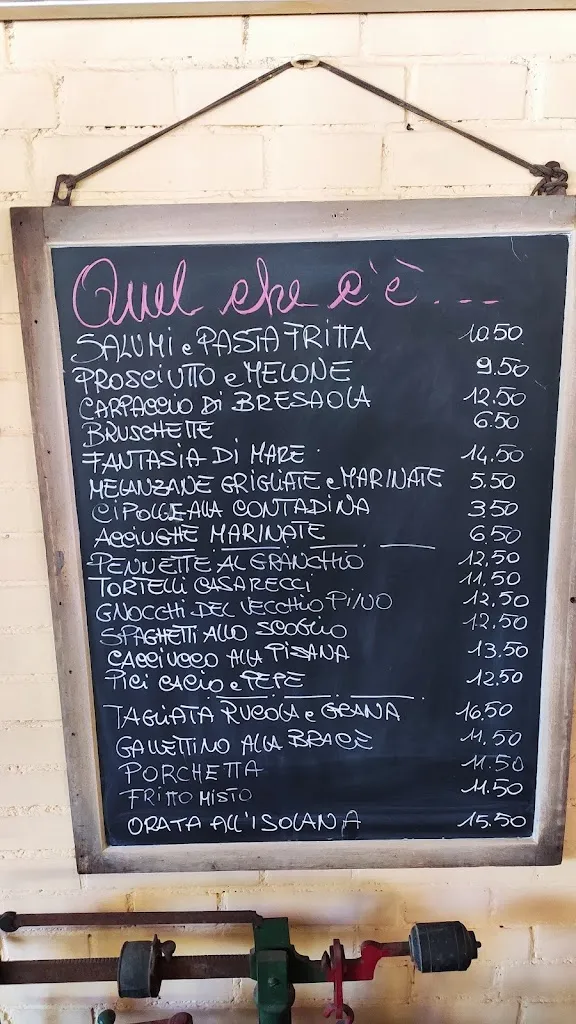 Quel che c'è...
SALUMI e PASTA FRITTA 10.50
PROSCIUTTO e MELONE 9.50
CARPACCIO DI BRESAOLA 12.50
BRUSCHETTE 6.50
FANTASIA DI MARE 14.50
MELANZANE GRIGLIATE e MARINATE 5.50
CIPOLLE ALLA CONTADINA 3.50
ACCIUGHE MARINATE 6.50
PENNETTE AL GRANCHIO 12.50
TORTELLI CASARECCI 11.50
GNOCCHI DEL VECCHIO PINO 12.50
SPAGHETTI ALLO SCOGLIO 12.50
CACCIUCCO ALLA PISANA 13.50
PICI CACIO e PEPE 12.50
TAGLIATA RUCOLA e GRANA 16.50
GALLETTINO ALLA BRACE 11.50
PORCHETTA 11.50
FRITTO MISTO 11.50
ORATA ALL'ISOLANA 15.50